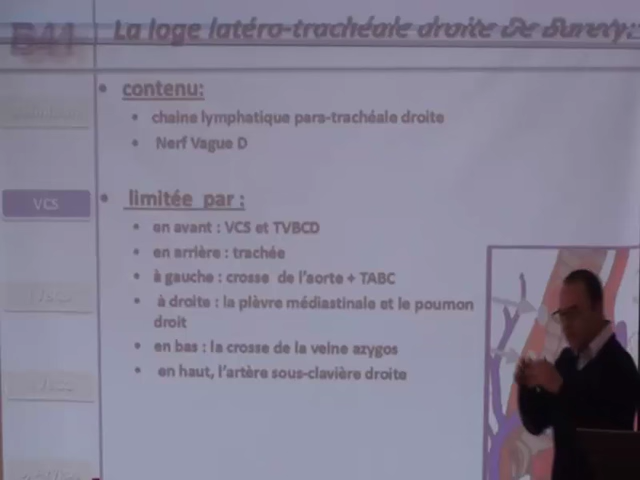 La loge latéro-trachéale droite De Barety:
contenu:
chaine lymphatique para-trachéale droite
Nerf Vague D
VCS
limitée par :
en avant : VCS et TVBCD
en arrière : trachée
à gauche : crosse de l'aorte + TABC
à droite : la plèvre médiastinale et le poumon
droit
en bas : la crosse de la veine azygos
en haut, l'artère sous-clavière droite